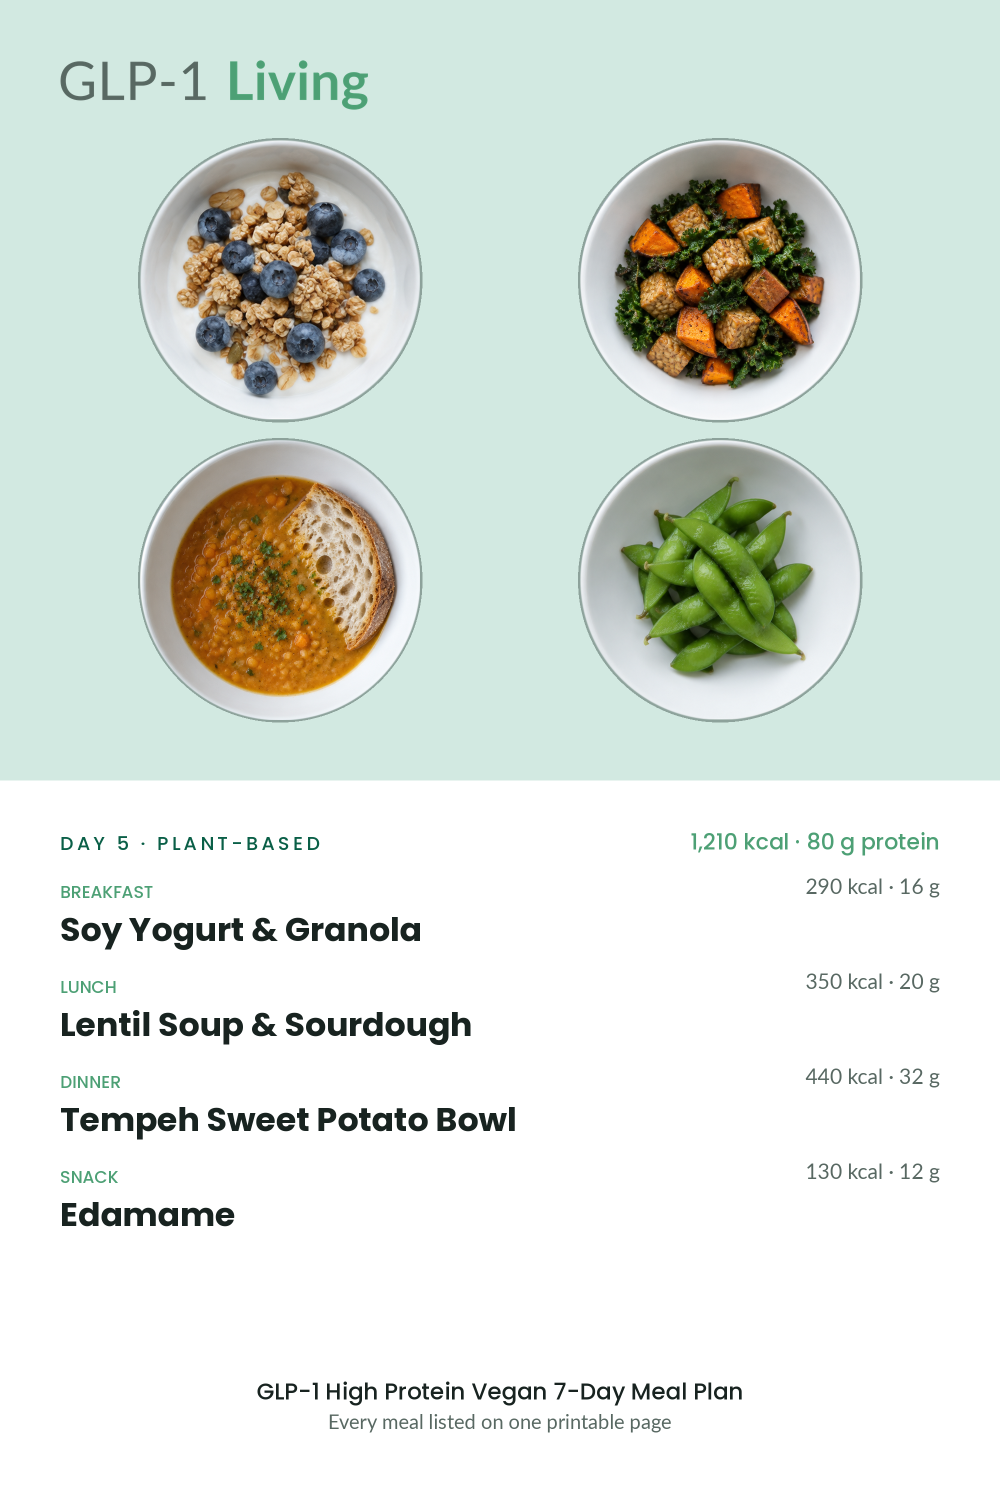 GLP-1 Living
DAY 5 · PLANT-BASED
1,210 kcal · 80 g protein
BREAKFAST
290 kcal · 16 g
Soy Yogurt & Granola
LUNCH
350 kcal · 20 g
Lentil Soup & Sourdough
DINNER
440 kcal · 32 g
Tempeh Sweet Potato Bowl
SNACK
130 kcal · 12 g
Edamame
GLP-1 High Protein Vegan 7-Day Meal Plan
Every meal listed on one printable page